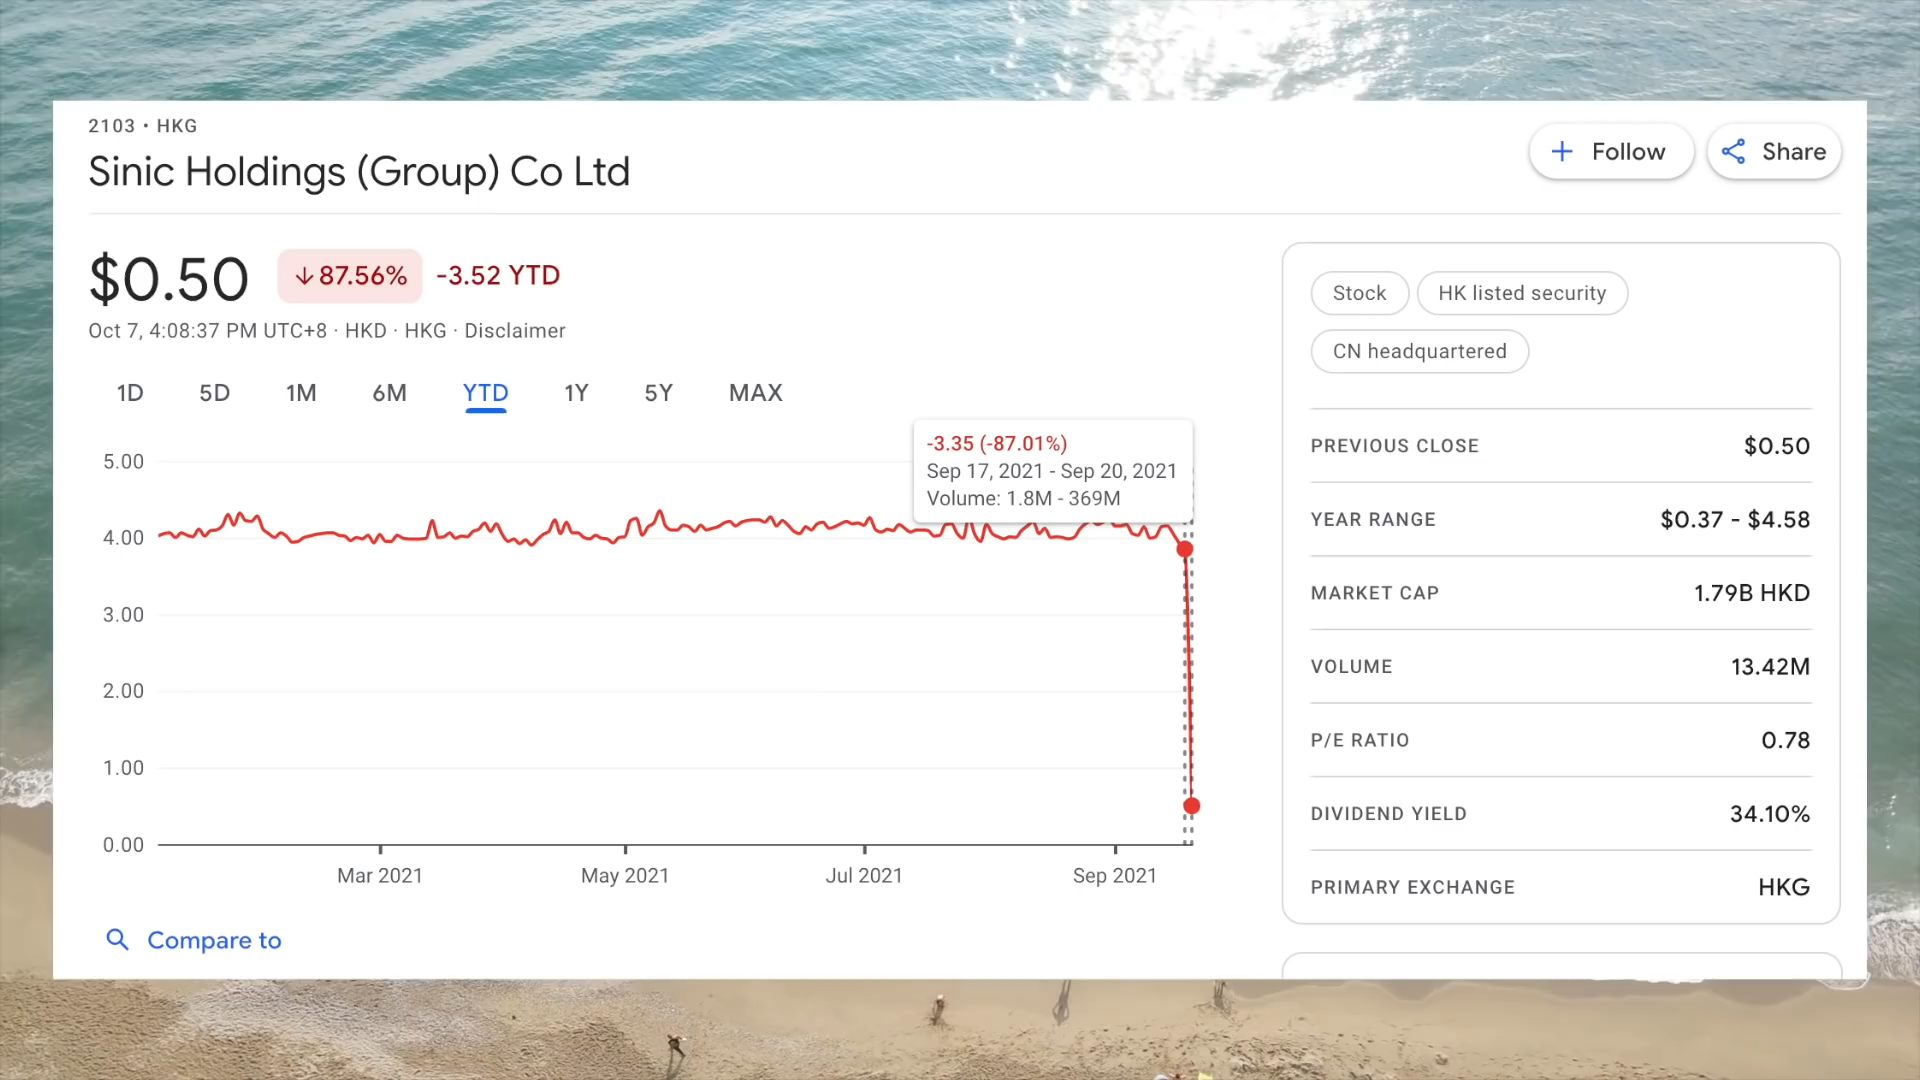 2103 • HKG
Sinic Holdings (Group) Co Ltd
Follow
Share
$0.50
↓87.56%
-3.52 YTD
Oct 7, 4:08:37 PM UTC+8 · HKD · HKG · Disclaimer
1D 5D 1M 6M YTD 1Y 5Y MAX
-3.35 (-87.01%)
Sep 17, 2021 - Sep 20, 2021
Volume: 1.8M - 369M
5.00
4.00
3.00
2.00
1.00
0.00
Mar 2021 May 2021 Jul 2021 Sep 2021
Compare to
Stock
HK listed security
CN headquartered
PREVIOUS CLOSE $0.50
YEAR RANGE $0.37 - $4.58
MARKET CAP 1.79B HKD
VOLUME 13.42M
P/E RATIO 0.78
DIVIDEND YIELD 34.10%
PRIMARY EXCHANGE HKG